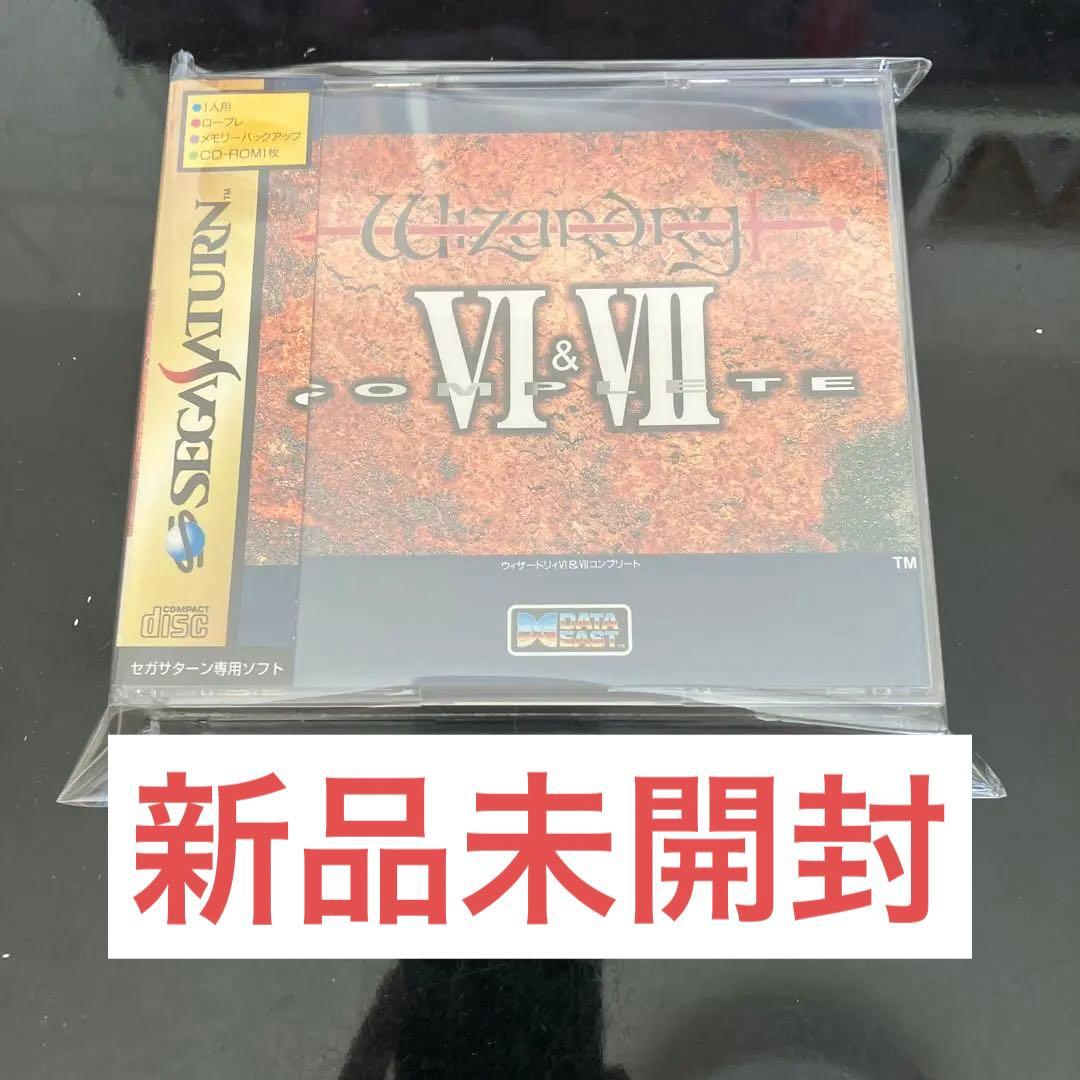 ●1人用
●ロープレ
●メモリーバックアップ
●CD-ROM1枚
SEGA SATURN™
COMPACT
disc
セガサターン専用ソフト
Wizardry®
VI & VII
COMPLETE
ウィザードリィVI&VIIコンプリート
TM
DATA
EAST™
新品未開封